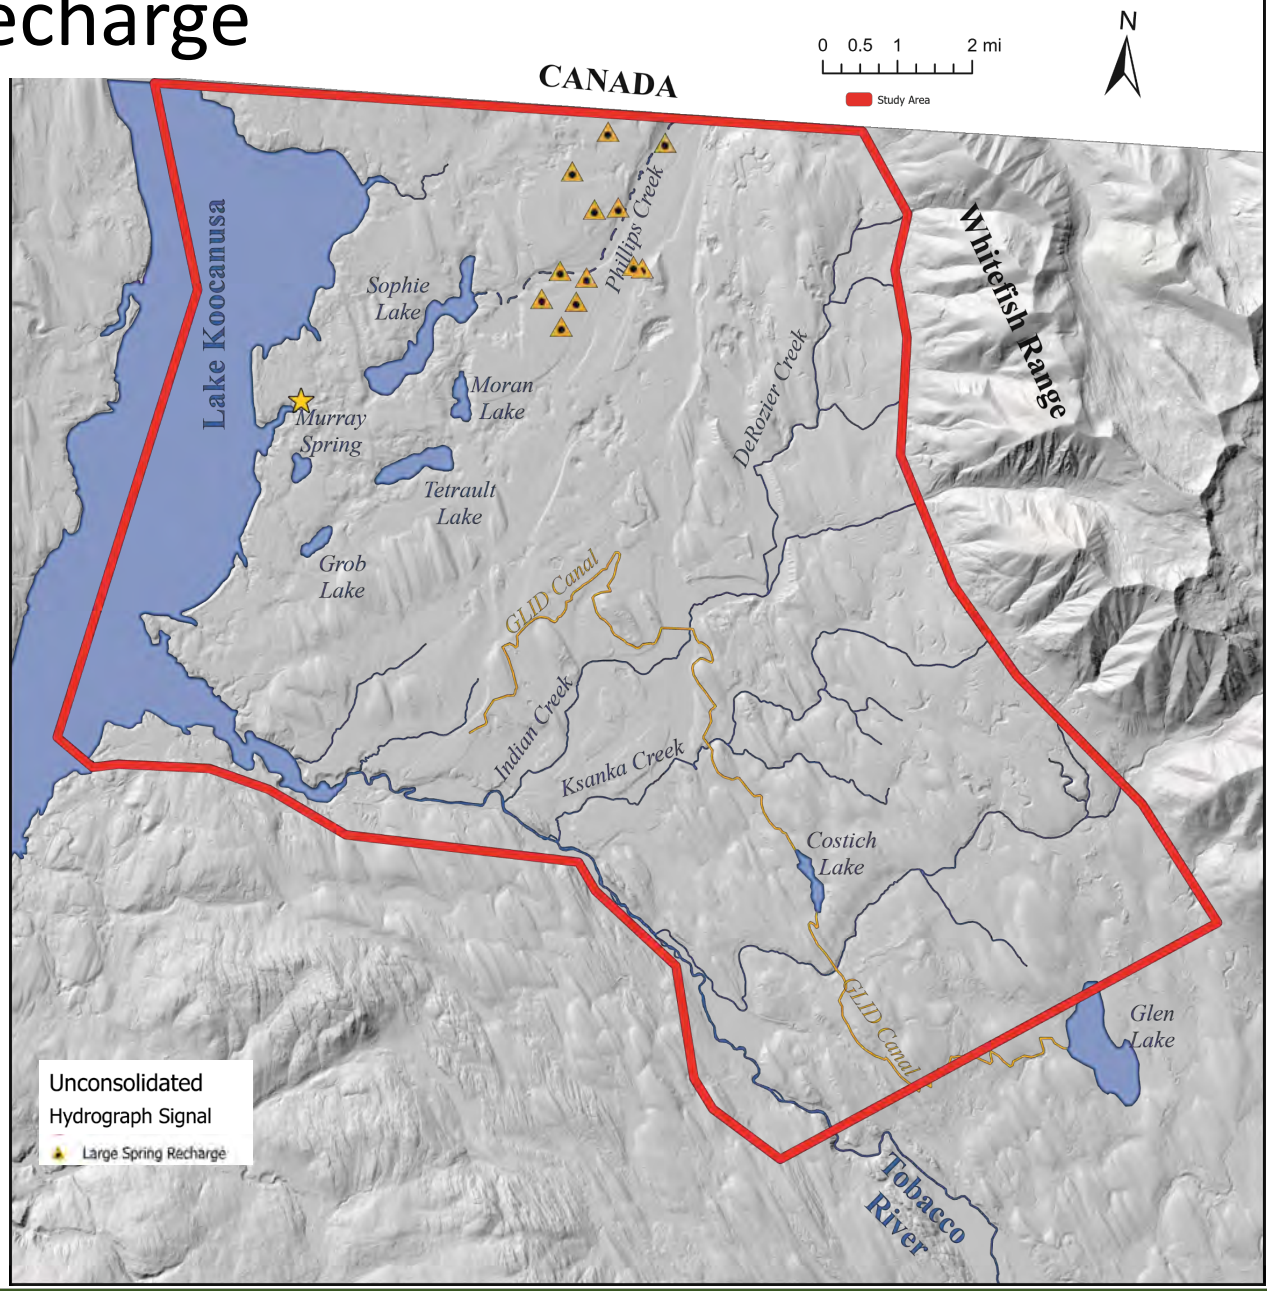 echarge
N
0 0.5 1 2 mi
CANADA
Study Area
Phillips Creek
Whitefish Range
Lake Koocanusa
Sophie
Lake
DeRozier Creek
Moran
Lake
Murray
Spring
Tetrault
Lake
Grob
Lake
GLID Canal
Indian Creek
Ksanka Creek
Costich
Lake
GLID Canal
Glen
Lake
Unconsolidated
Hydrograph Signal
Large Spring Recharge
Tobacco
River